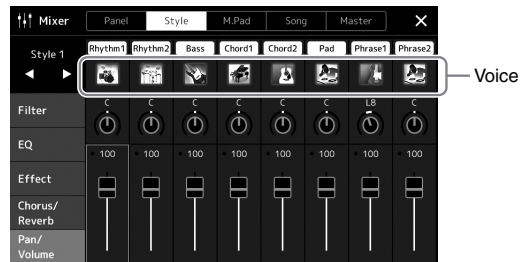 Mixer
Panel Style M.Pad Song Master
Style 1
Rhythm1 Rhythm2 Bass Chord1 Chord2 Pad Phrase1 Phrase2
Voice
Filter
C C C C C C L8 C
EQ
100 100 100 100 100 100 100 100
Effect
Chorus/
Reverb
Pan/
Volume